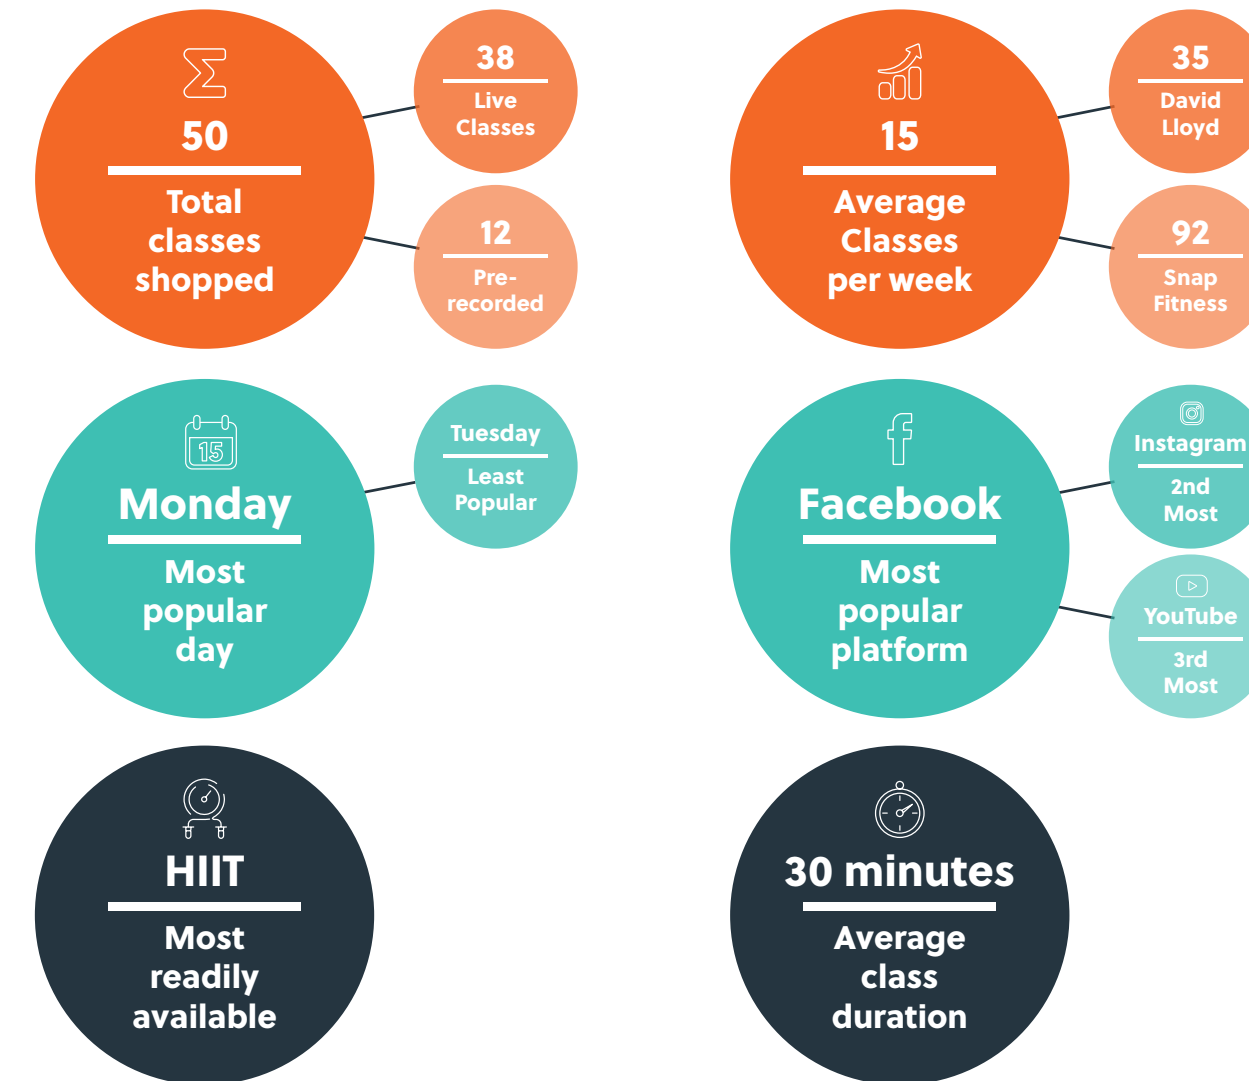 50
Total
classes
shopped
38
Live
Classes
12
Pre-
recorded
15
Average
Classes
per week
35
David
Lloyd
92
Snap
Fitness
15
Monday
Most
popular
day
Tuesday
Least
Popular
Facebook
Most
popular
platform
Instagram
2nd
Most
YouTube
3rd
Most
HIIT
Most
readily
available
30 minutes
Average
class
duration